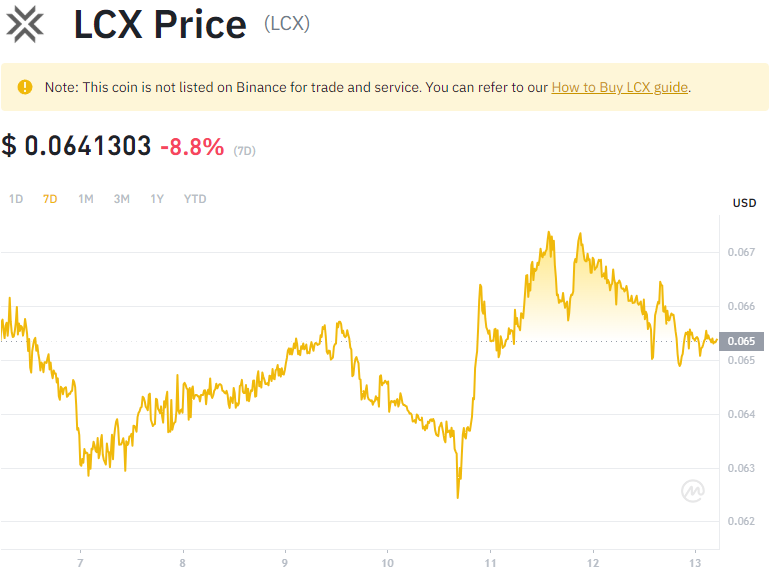 LCX Price (LCX)
Note: This coin is not listed on Binance for trade and service. You can refer to our How to Buy LCX guide.
$ 0.0641303 -8.8% (7D)
1D 7D 1M 3M 1Y YTD
USD
0.067
0.066
0.065
0.065
0.064
0.063
0.062
7 8 9 10 11 12 13